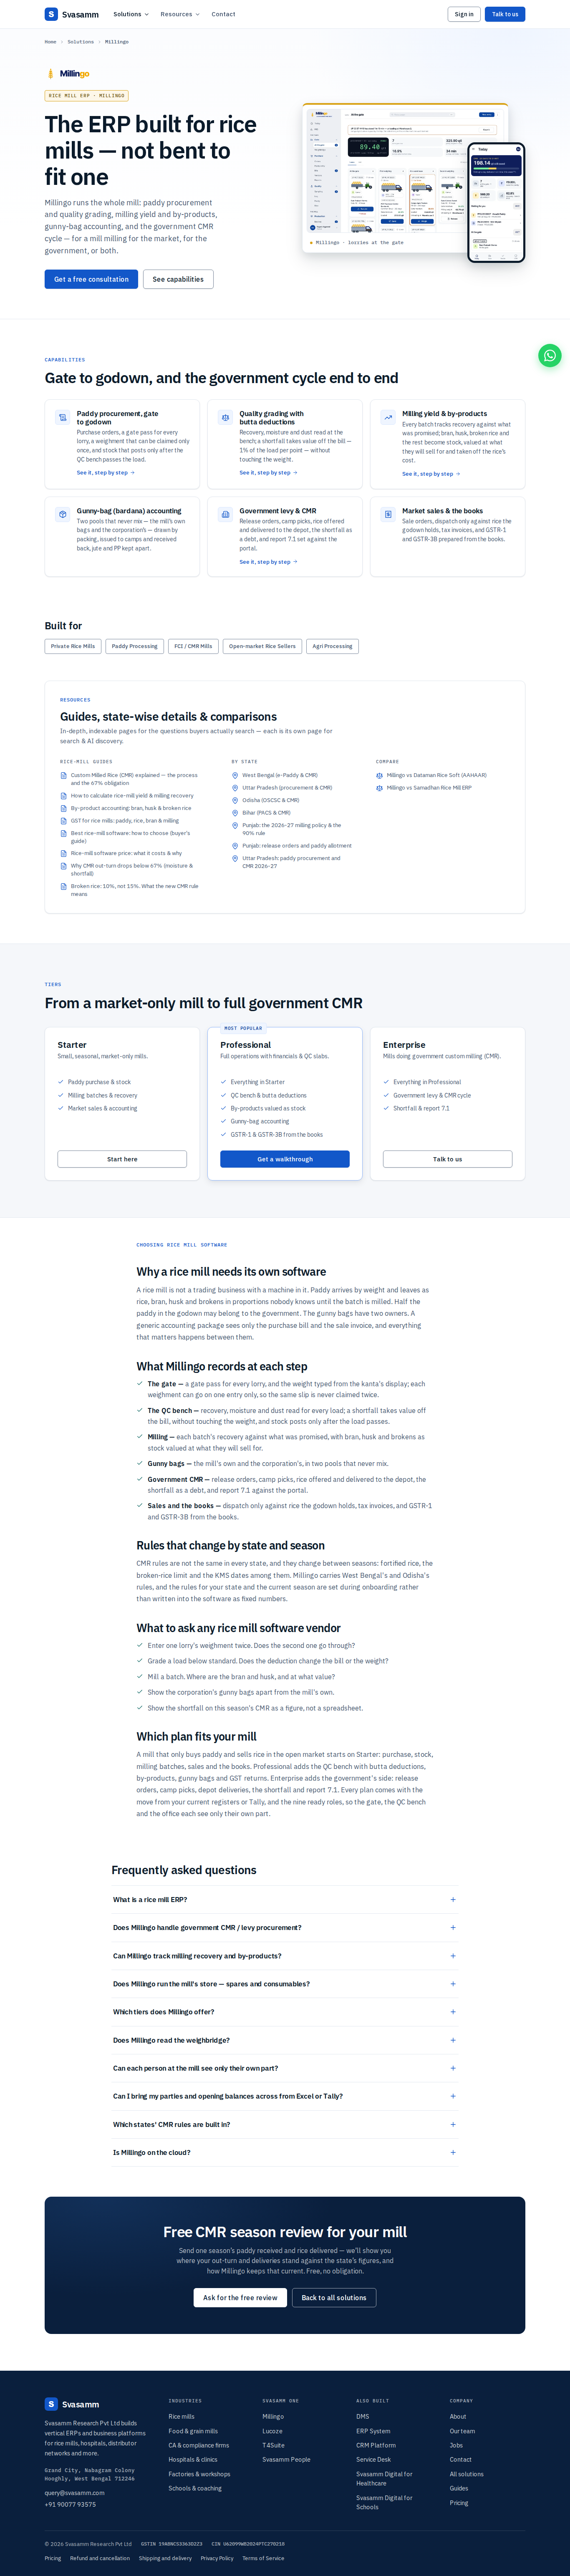 S Svasamm Solutions Resources Contact Sign in Talk to us
Home › Solutions › Millingo
Millingo
RICE MILL ERP · MILLINGO
The ERP built for rice
mills — not bent to
fit one
Millingo runs the whole mill: paddy procurement
and quality grading, milling yield and by-products,
gunny-bag accounting, and the government CMR
cycle — for a mill milling for the market, for the
government, or both.
Get a free consultation See capabilities
89.40
Today
108.14
Millingo · lorries at the gate
CAPABILITIES
Gate to godown, and the government cycle end to end
Paddy procurement, gate
to godown
Purchase orders, a gate pass for every
lorry, a weighment that can be claimed only
once, and stock that posts only after the
QC bench passes the load.
See it, step by step →
Quality grading with
butta deductions
Recovery, moisture and dust read at the
bench; a shortfall takes value off the bill —
1% of the load per point — without
touching the weight.
See it, step by step →
Milling yield & by-products
Every batch tracks recovery against what
was promised; bran, husk and broken rice
and the rest become stock, valued at what
they will sell for and taken off the rice's
cost.
See it, step by step →
Gunny-bag (bardana) accounting
Two pools that never mix — the mill's own
bags and the corporation's — drawn by
packing, issued to camps and received
back, jute and PP kept apart.
Government levy & CMR
Release orders, camp picks, rice offered
and delivered to the depot, the shortfall as
a debt, and report 7.1 set against the
portal.
See it, step by step →
Market sales & the books
Sale orders, dispatch only against rice the
godown holds, tax invoices, and GSTR-1
and GSTR-3B prepared from the books.
Built for
Private Rice Mills Paddy Processing FCI / CMR Mills Open-market Rice Sellers Agri Processing
RESOURCES
Guides, state-wise details & comparisons
In-depth, indexable pages for the questions buyers actually search — each is its own page for
search & AI discovery.
RICE-MILL GUIDES
Custom Milled Rice (CMR) explained — the process
and the 67% obligation
How to calculate rice-mill yield & milling recovery
By-product accounting: bran, husk & broken rice
GST for rice mills: paddy, rice, bran & milling
Best rice-mill software: how to choose (buyer's
guide)
Rice-mill software price: what it costs & why
Why CMR out-turn drops below 67% (moisture &
shortfall)
Broken rice: 10%, not 15%. What the new CMR rule
means
BY STATE
West Bengal (e-Paddy & CMR)
Uttar Pradesh (procurement & CMR)
Odisha (OSCSC & CMR)
Bihar (PACS & CMR)
Punjab: the 2026-27 milling policy & the
90% rule
Punjab: release orders and paddy allotment
Uttar Pradesh: paddy procurement and
CMR 2026-27
COMPARE
Millingo vs Dataman Rice Soft (AAHAAR)
Millingo vs Samadhan Rice Mill ERP
TIERS
From a market-only mill to full government CMR
Starter
Small, seasonal, market-only mills.
Paddy purchase & stock
Milling batches & recovery
Market sales & accounting
Start here
MOST POPULAR
Professional
Full operations with financials & QC slabs.
Everything in Starter
QC bench & butta deductions
By-products valued as stock
Gunny-bag accounting
GSTR-1 & GSTR-3B from the books
Get a walkthrough
Enterprise
Mills doing government custom milling (CMR).
Everything in Professional
Government levy & CMR cycle
Shortfall & report 7.1
Talk to us
CHOOSING RICE MILL SOFTWARE
Why a rice mill needs its own software
A rice mill is not a trading business with a machine in it. Paddy arrives by weight and leaves as
rice, bran, husk and brokens in proportions nobody knows until the batch is milled. Half the
paddy in the godown may belong to the government. The gunny bags have two owners. A
generic accounting package sees only the purchase bill and the sale invoice, and everything
that matters happens between them.
What Millingo records at each step
The gate — a gate pass for every lorry, and the weight typed from the kanta's display; each
weighment can go on one entry only, so the same slip is never claimed twice.
The QC bench — recovery, moisture and dust read for every load; a shortfall takes value off
the bill, without touching the weight, and stock posts only after the load passes.
Milling — each batch's recovery against what was promised, with bran, husk and brokens as
stock valued at what they will sell for.
Gunny bags — the mill's own and the corporation's, in two pools that never mix.
Government CMR — release orders, camp picks, rice offered and delivered to the depot, the
shortfall as a debt, and report 7.1 against the portal.
Sales and the books — dispatch only against rice the godown holds, tax invoices, and GSTR-1
and GSTR-3B from the books.
Rules that change by state and season
CMR rules are not the same in every state, and they change between seasons: fortified rice, the
broken-rice limit and the KMS dates among them. Millingo carries West Bengal's and Odisha's
rules, and the rules for your state and the current season are set during onboarding rather
than written into the software as fixed numbers.
What to ask any rice mill software vendor
Enter one lorry's weighment twice. Does the second one go through?
Grade a load below standard. Does the deduction change the bill or the weight?
Mill a batch. Where are the bran and husk, and at what value?
Show the corporation's gunny bags apart from the mill's own.
Show the shortfall on this season's CMR as a figure, not a spreadsheet.
Which plan fits your mill
A mill that only buys paddy and sells rice in the open market starts on Starter: purchase, stock,
milling batches, sales and the books. Professional adds the QC bench with butta deductions,
by-products, gunny bags and GST returns. Enterprise adds the government's side: release
orders, camp picks, depot deliveries, the shortfall and report 7.1. Every plan comes with the
move from your current registers or Tally, and the nine ready roles, so the gate, the QC bench
and the office each see only their own part.
Frequently asked questions
What is a rice mill ERP? +
Does Millingo handle government CMR / levy procurement? +
Can Millingo track milling recovery and by-products? +
Does Millingo run the mill's store — spares and consumables? +
Which tiers does Millingo offer? +
Does Millingo read the weighbridge? +
Can each person at the mill see only their own part? +
Can I bring my parties and opening balances across from Excel or Tally? +
Which states' CMR rules are built in? +
Is Millingo on the cloud? +
Free CMR season review for your mill
Send one season's paddy received and rice delivered — we'll show you
where your out-turn and deliveries stand against the state's figures, and
how Millingo keeps that current. Free, no obligation.
Ask for the free review Back to all solutions
S Svasamm
Svasamm Research Pvt Ltd builds
vertical ERPs and business platforms
for rice mills, hospitals, distributor
networks and more.
Grand City, Nabagram Colony
Hooghly, West Bengal 712246
query@svasamm.com
+91 90077 93575
INDUSTRIES
Rice mills
Food & grain mills
CA & compliance firms
Hospitals & clinics
Factories & workshops
Schools & coaching
SVASAMM ONE
Millingo
Lucoze
T4Suite
Svasamm People
ALSO BUILT
DMS
ERP System
CRM Platform
Service Desk
Svasamm Digital for
Healthcare
Svasamm Digital for
Schools
COMPANY
About
Our team
Jobs
Contact
All solutions
Guides
Pricing
© 2026 Svasamm Research Pvt Ltd GSTIN 19ABNCS3363D2Z3 CIN U62099WB2024PTC270218
Pricing Refund and cancellation Shipping and delivery Privacy Policy Terms of Service